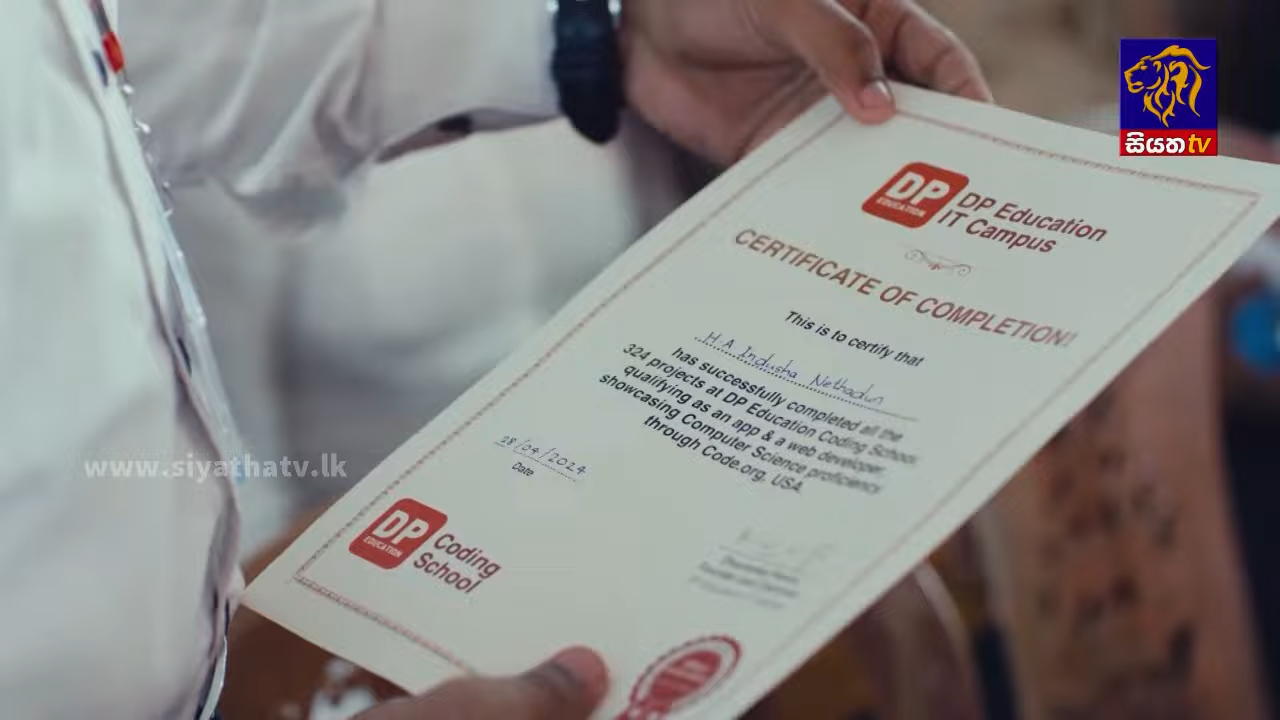 සියත tv
DP
EDUCATION
DP Education
IT Campus
CERTIFICATE OF COMPLETION!
This is to certify that
H.A Indusha Nethadun
has successfully completed all the
324 projects at DP Education Coding School,
qualifying as an app & a web developer,
showcasing Computer Science proficiency
through Code.org, USA.
28/04/2024
Date
www.siyathatv.lk
DP
EDUCATION
Coding
School